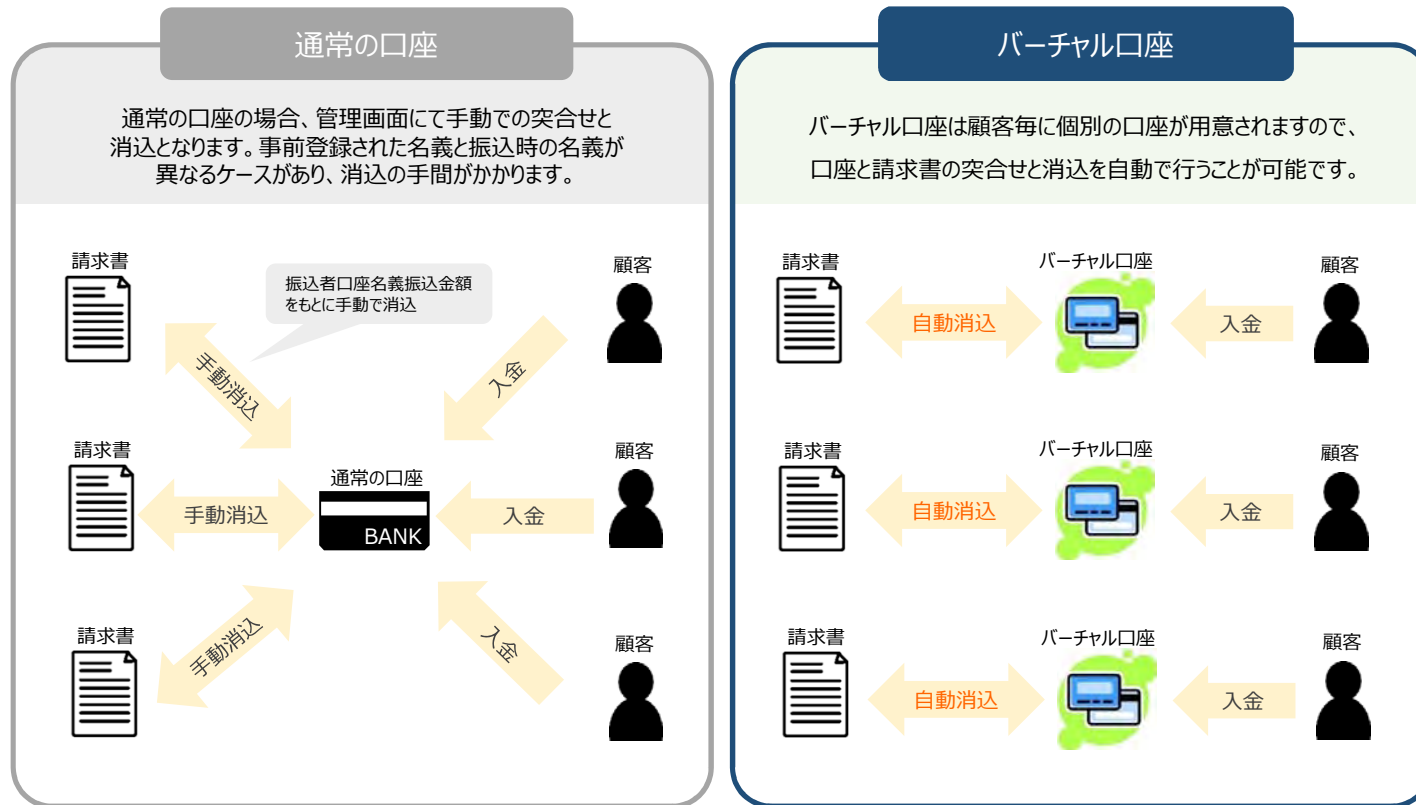 通常の口座
通常の口座の場合、管理画面にて手動での突合せと
消込となります。事前登録された名義と振込時の名義が
異なるケースがあり、消込の手間がかかります。
請求書
振込者口座名義振込金額
をもとに手動で消込
顧客
手動消込
入金
請求書
通常の口座
顧客
手動消込
BANK
入金
請求書
顧客
手動消込
入金
バーチャル口座
バーチャル口座は顧客毎に個別の口座が用意されますので、
口座と請求書の突合せと消込を自動で行うことが可能です。
請求書
バーチャル口座
顧客
自動消込
入金
請求書
バーチャル口座
顧客
自動消込
入金
請求書
バーチャル口座
顧客
自動消込
入金